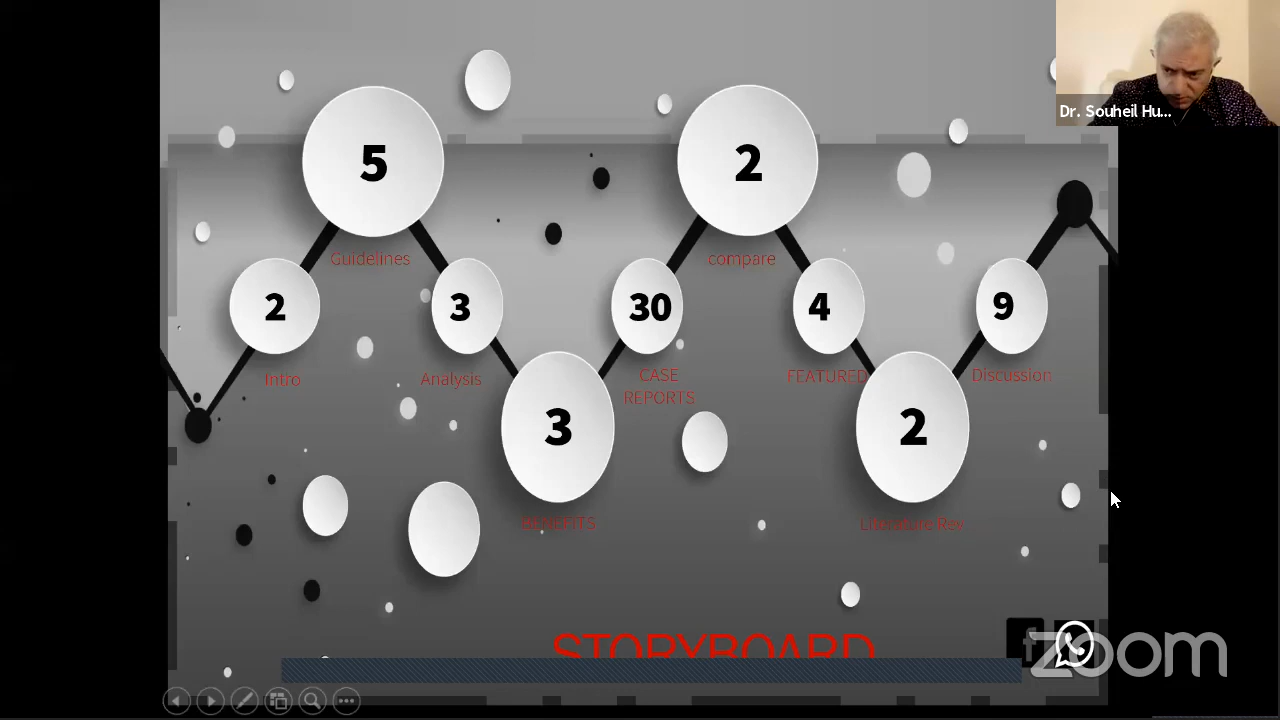 Dr. Souheil Hu...
5
2
Guidelines
compare
2
3
30
4
9
Intro
Analysis
CASE
REPORTS
FEATURED
Discussion
3
2
BENEFITS
Literature Rev
STORYBOARD
f
zoom